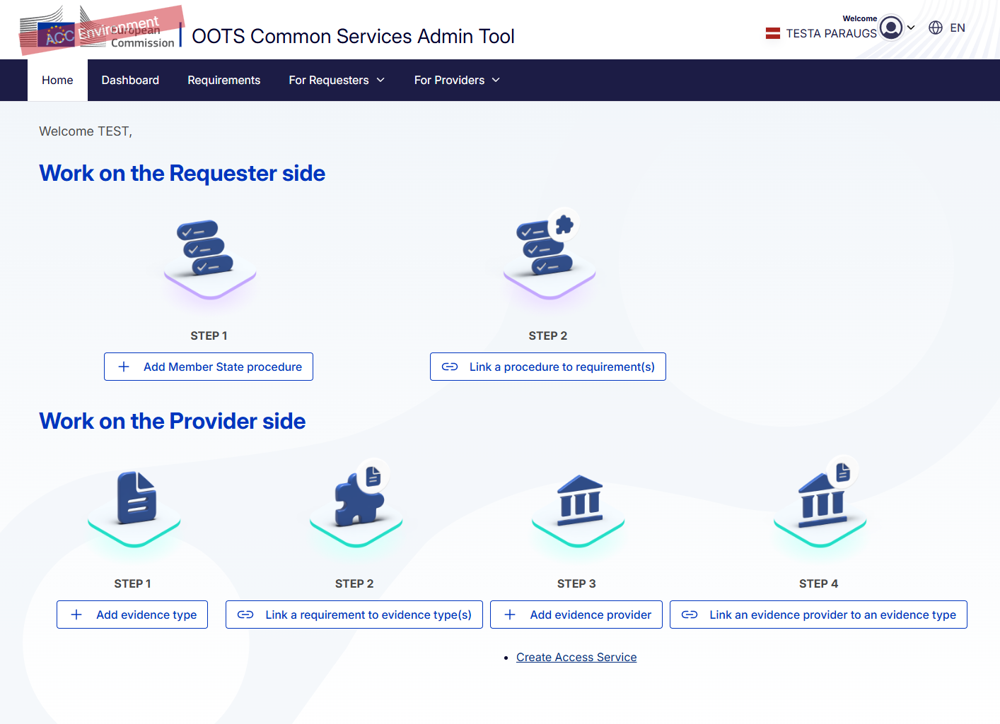 ACC Environment
European
Commission
OOTS Common Services Admin Tool
Welcome
TESTA PARAUGS
EN
Home
Dashboard
Requirements
For Requesters
For Providers
Welcome TEST,
Work on the Requester side
STEP 1
STEP 2
Add Member State procedure
Link a procedure to requirement(s)
Work on the Provider side
STEP 1
STEP 2
STEP 3
STEP 4
Add evidence type
Link a requirement to evidence type(s)
Add evidence provider
Link an evidence provider to an evidence type
Create Access Service